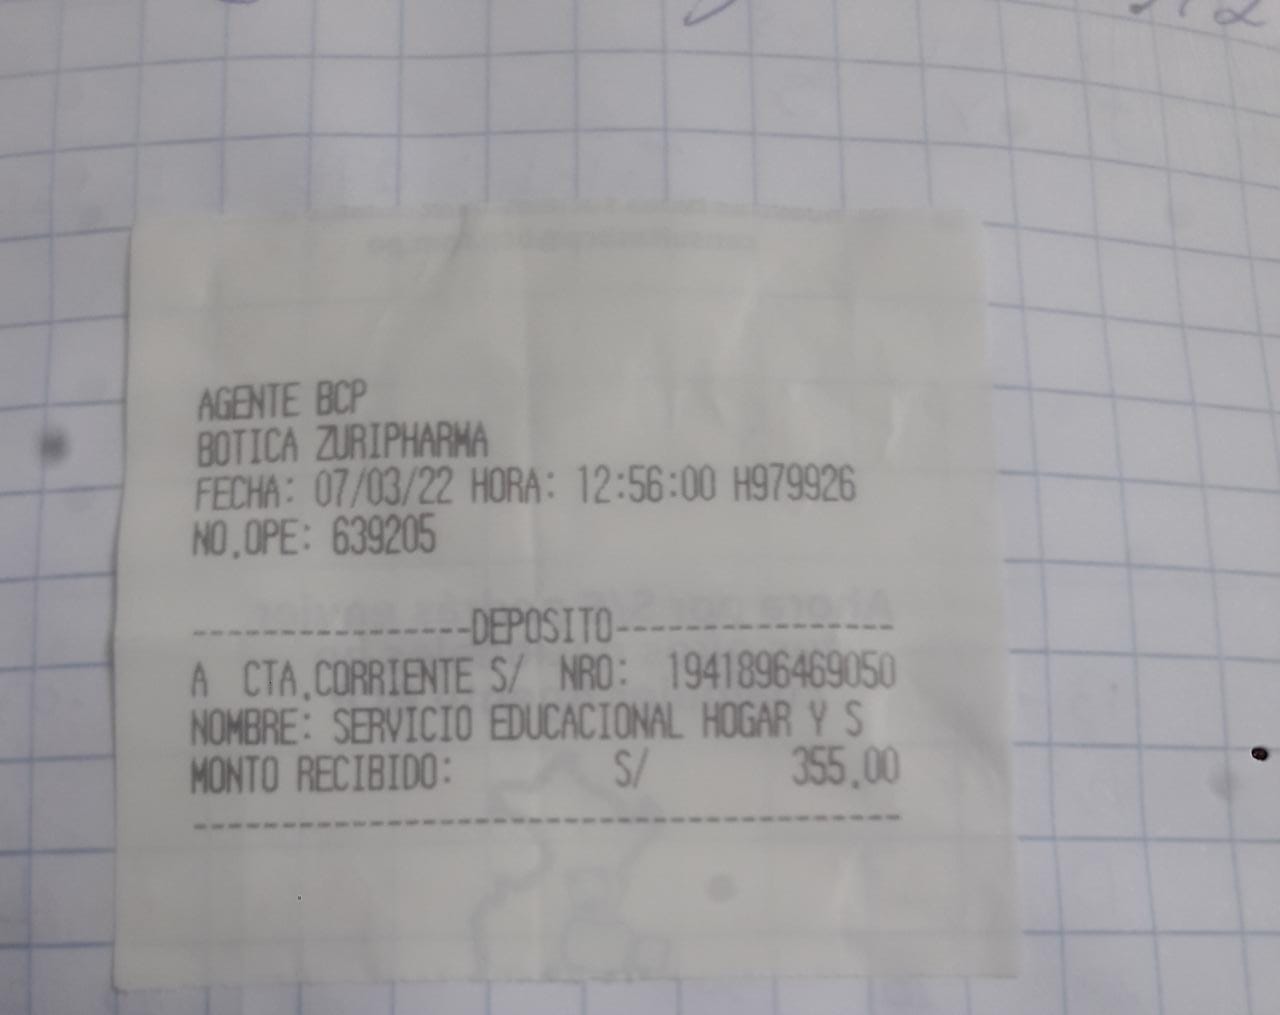 AGENTE BCP
BOTICA ZURIPHARMA
FECHA: 07/03/22 HORA: 12:56:00 H979926
NO.OPE: 639205
---------------DEPOSITO---------------
A CTA.CORRIENTE S/ NRO: 1941896469050
NOMBRE: SERVICIO EDUCACIONAL HOGAR Y S
MONTO RECIBIDO: S/ 355.00